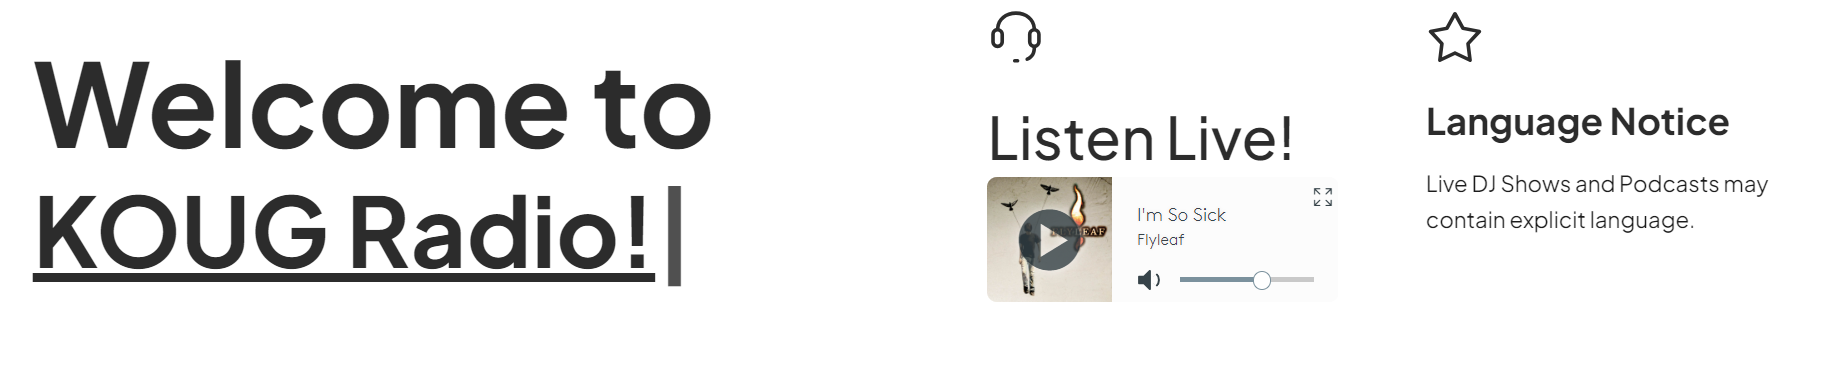 Welcome to
KOUG Radio!
Listen Live!
I'm So Sick
Flyleaf
FLYLEAF
Language Notice
Live DJ Shows and Podcasts may
contain explicit language.